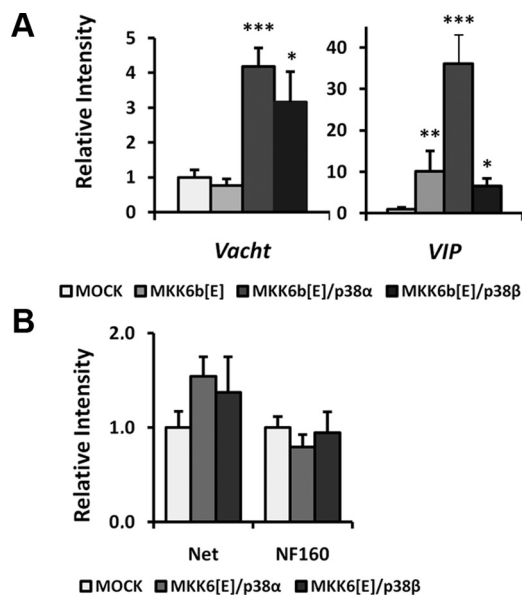 A
Relative Intensity
5
4
3
2
1
0
***
*
Vacht
40
30
20
10
0
**
***
*
VIP
MOCK MKK6b[E] MKK6b[E]/p38α MKK6b[E]/p38β
B
Relative Intensity
2.0
1.0
0.0
Net NF160
MOCK MKK6[E]/p38α MKK6[E]/p38β